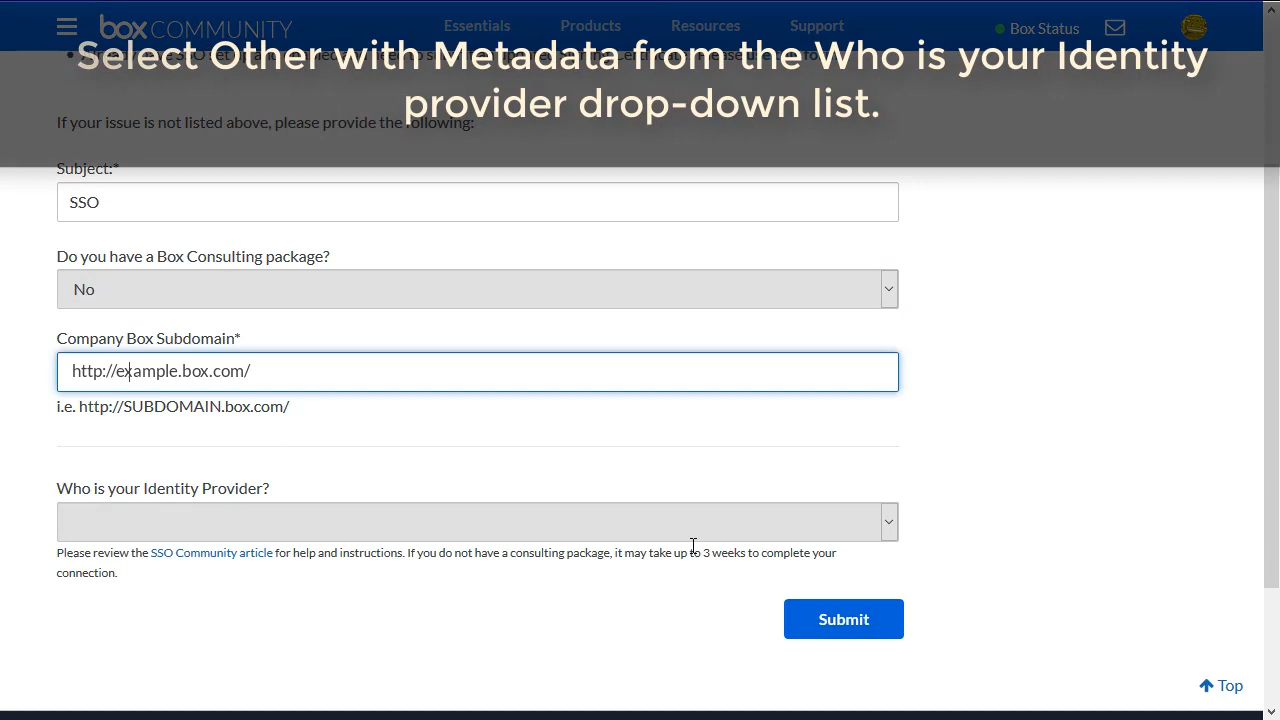 box COMMUNITY
Essentials
Products
Resources
Support
Box Status
Select Other with Metadata from the Who is your Identity
provider drop-down list.
If your issue is not listed above, please provide the following:
Subject:*
SSO
Do you have a Box Consulting package?
No
Company Box Subdomain*
http://example.box.com/
i.e. http://SUBDOMAIN.box.com/
Who is your Identity Provider?
Please review the SSO Community article for help and instructions. If you do not have a consulting package, it may take up to 3 weeks to complete your
connection.
Submit
Top